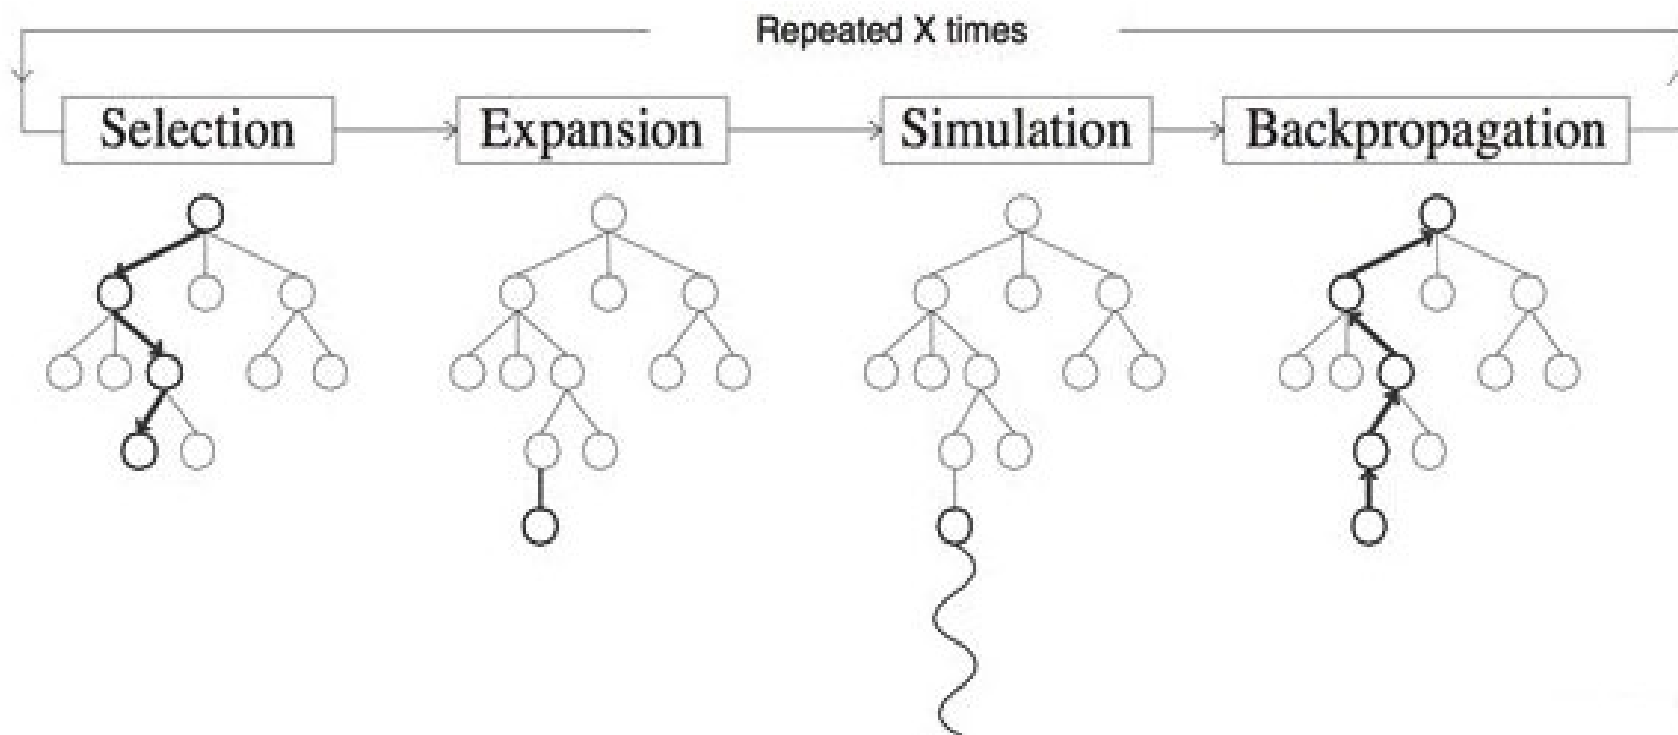 Repeated X times
Selection
Expansion
Simulation
Backpropagation